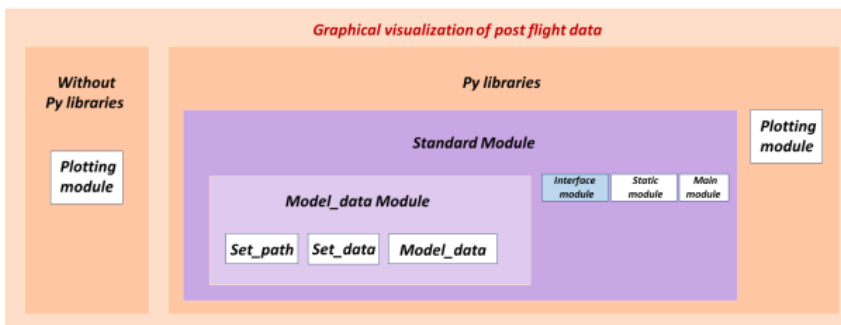 Graphical visualization of post flight data
Without
Py libraries
Plotting
module
Py libraries
Standard Module
Model_data Module
Set_path
Set_data
Model_data
Interface
module
Static
module
Main
module
Plotting
module